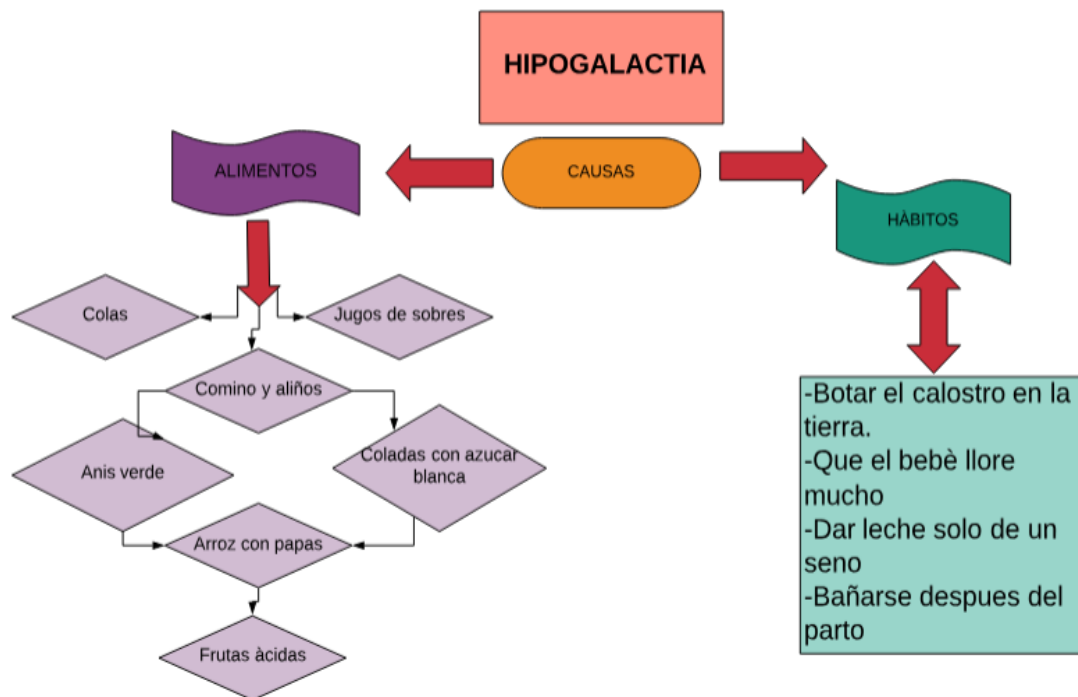 HIPOGALACTIA
CAUSAS
ALIMENTOS
HÀBITOS
Colas
Jugos de sobres
Comino y aliños
Anis verde
Coladas con azucar
blanca
Arroz con papas
Frutas àcidas
-Botar el calostro en la
tierra.
-Que el bebè llore
mucho
-Dar leche solo de un
seno
-Bañarse despues del
parto